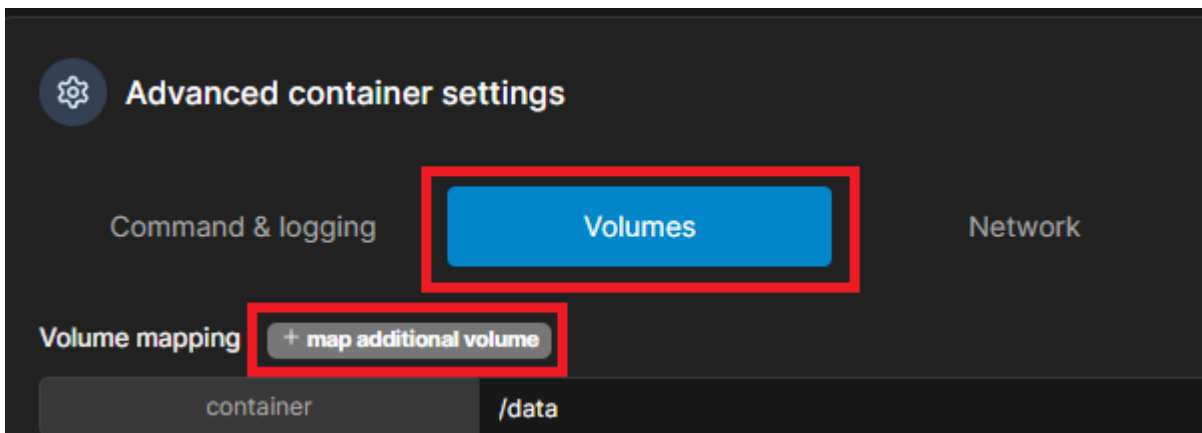 Advanced container settings
Command & logging Volumes Network
Volume mapping + map additional volume
container /data